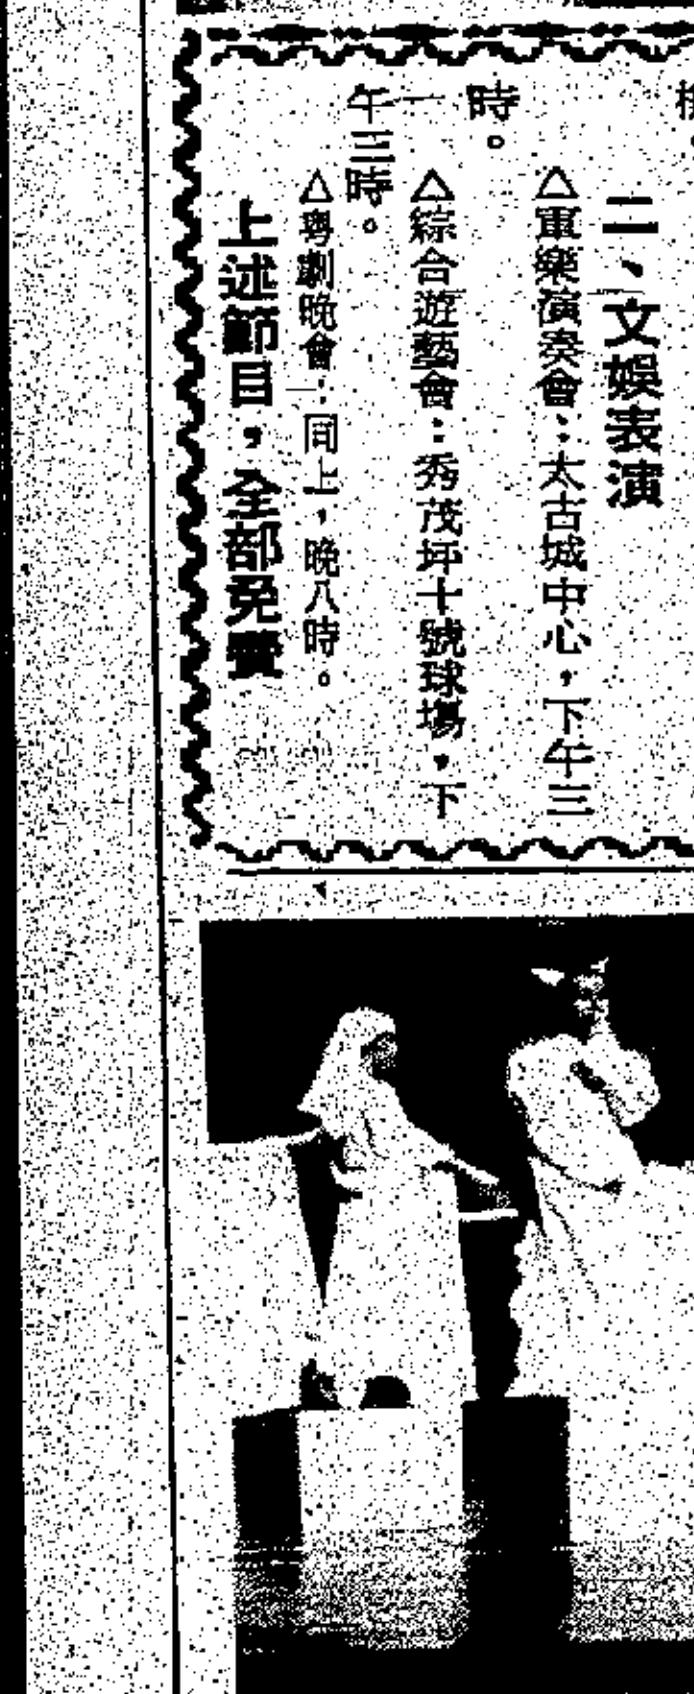 二、文娛表演
△軍樂演奏會：太古城中心，下午三
時。
△綜合遊藝會：秀茂坪十號球場，下
午三時。
△粵劇晚會：同上，晚八時。
上述節目，全部免費